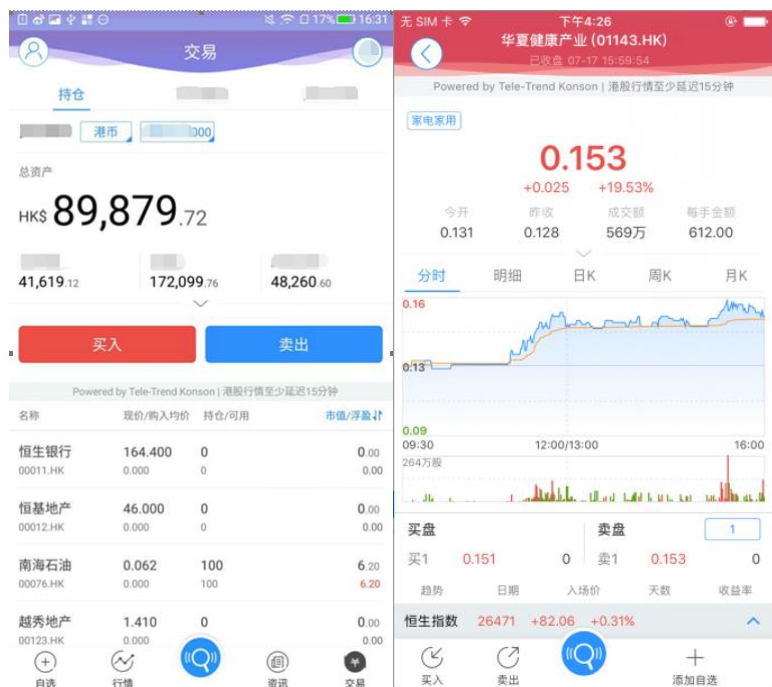 17% 16:31
交易
持仓
港币 000
总资产
HK$ 89,879.72
41,619.12 172,099.76 48,260.60
买入 卖出
Powered by Tele-Trend Konson | 港股行情至少延迟15分钟
名称 现价/购入均价 持仓/可用 市值/浮盈
恒生银行 164.400 0 0.00
00011.HK 0.000 0 0.00
恒基地产 46.000 0 0.00
00012.HK 0.000 0 0.00
南海石油 0.062 100 6.20
00076.HK 0.000 100 6.20
越秀地产 1.410 0 0.00
00123.HK 0.000 0 0.00
自选 行情 资讯 交易
无 SIM 卡 下午4:26
华夏健康产业 (01143.HK)
已收盘 07-17 15:59:54
Powered by Tele-Trend Konson | 港股行情至少延迟15分钟
家电家用
0.153
+0.025 +19.53%
今开 昨收 成交额 每手金额
0.131 0.128 569万 612.00
分时 明细 日K 周K 月K
0.16
0.13
0.09
09:30 12:00/13:00 16:00
264万股
买盘 卖盘 1
买1 0.151 0 卖1 0.153 0
趋势 日期 入场价 天数 收益率
恒生指数 26471 +82.06 +0.31%
买入 卖出 添加自选